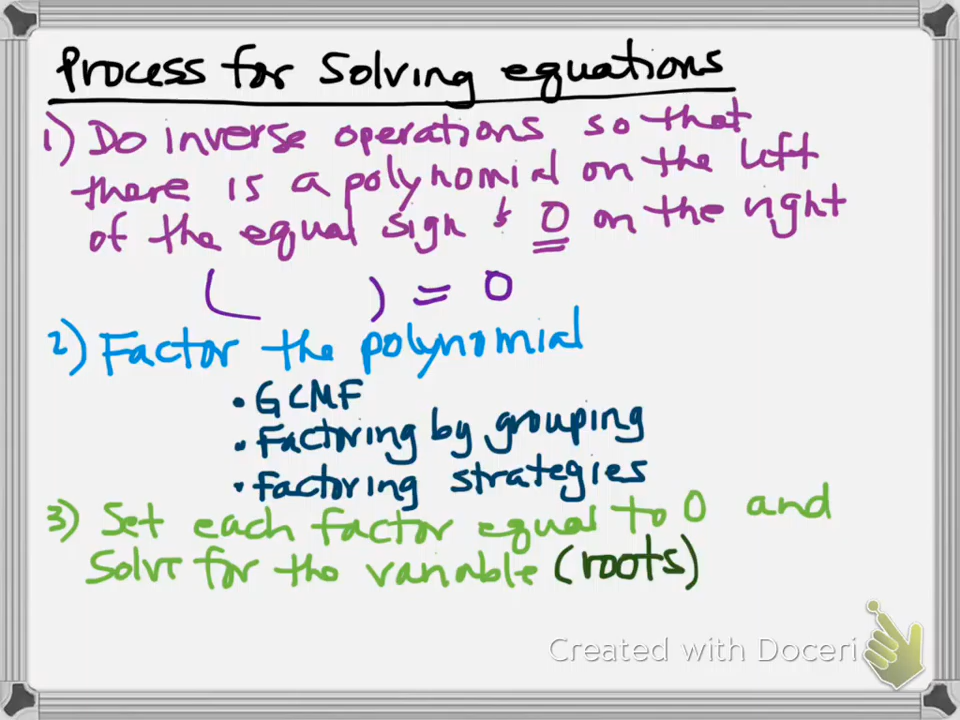 Process for Solving equations
1) Do inverse operations so that
there is a polynomial on the left
of the equal sign & 0 on the right
( ) = 0
2) Factor the polynomial
• GCMF
• Factoring by grouping
• Factoring strategies
3) Set each factor equal to 0 and
Solve for the variable (roots)
Created with Doceri